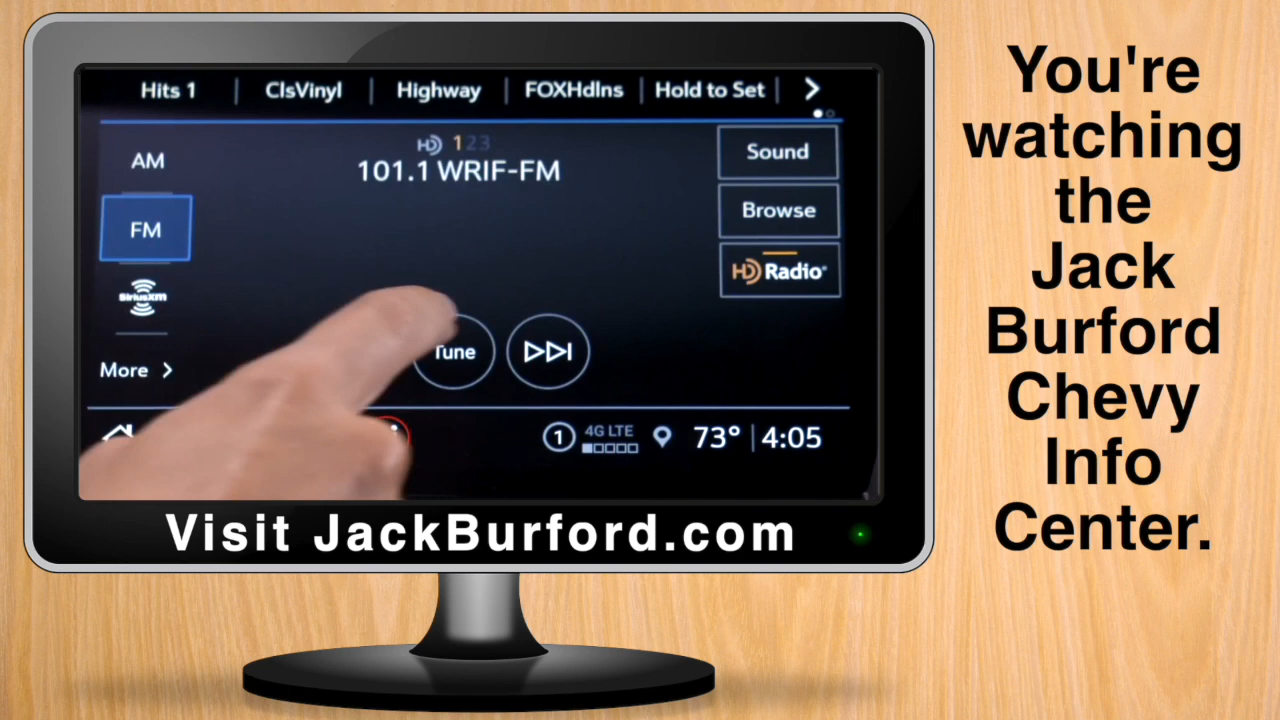 Hits 1 ClsVinyl Highway FOXHdlns Hold to Set
AM
FM
SiriusXM
More
HD 123
101.1 WRIF-FM
Sound
Browse
HD Radio
Tune
1 4G LTE 73° 4:05
Visit JackBurford.com
You're
watching
the
Jack
Burford
Chevy
Info
Center.